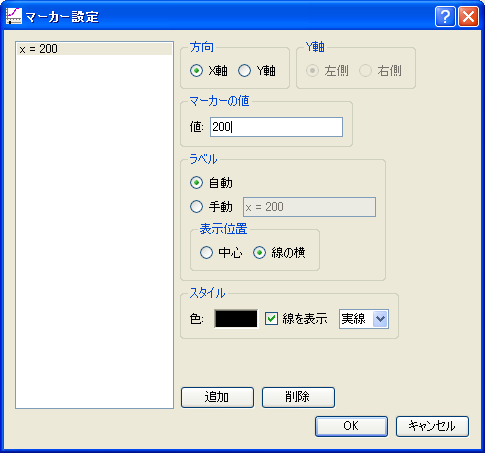 マーカー設定
x = 200
方向
X軸 Y軸
Y軸
左側 右側
マーカーの値
値: 200
ラベル
自動
手動 x = 200
表示位置
中心 線の横
スタイル
色: 線を表示 実線
追加 削除
OK キャンセル